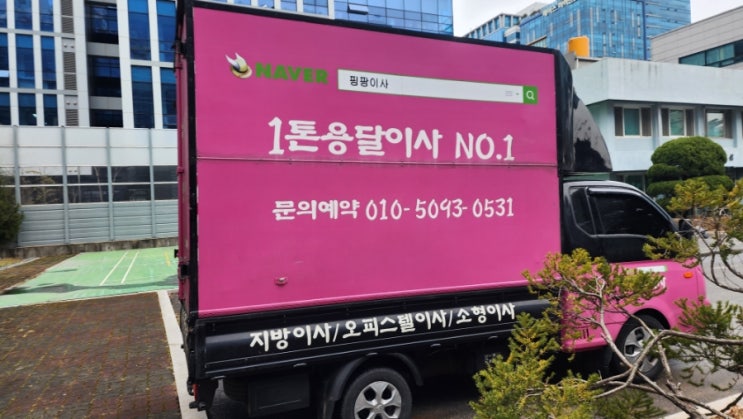 NAVER 핑팡이사
1톤용달이사 NO.1
문의예약 010-5093-0531
지방이사/오피스텔이사/소형이사